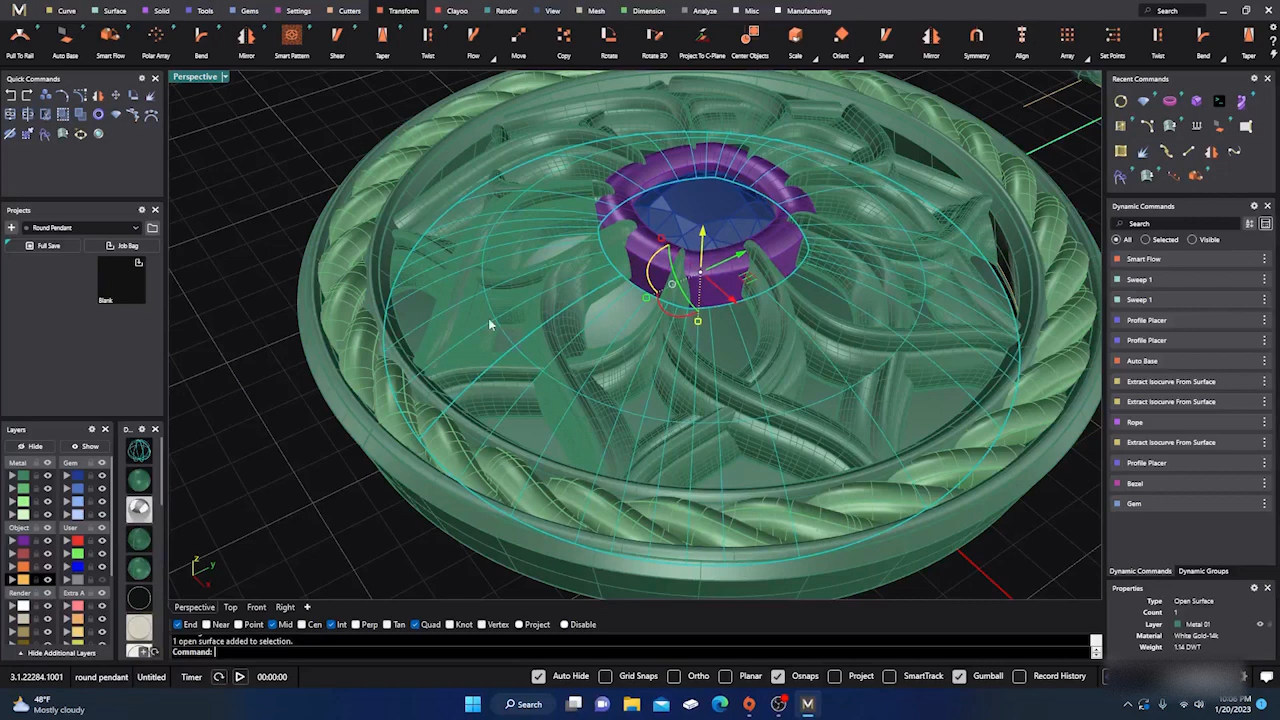 Curve Surface Solid Tools Gems Settings Cutters Transform Clayoo Render View Mesh Dimension Analyze Misc Manufacturing Search
Pull To Rail Auto Base Smart Flow Polar Array Bend Mirror Smart Pattern Shear Taper Twist Flow Move Copy Rotate Rotate 3D Project To C-Plane Center Objects Scale Orient Shear Mirror Symmetry Align Array Set Points Twist Bend Taper
Quick Commands
Projects
Round Pendant
Full Save Job Bag
Blank
Layers
Hide Show
Metal Gem
Object User
Render Extra A
Hide Additional Layers
D...
Perspective
z
y
x
Perspective Top Front Right
End Near Point Mid Cen Int Perp Tan Quad Knot Vertex Project Disable
1 open surface added to selection.
Command:
Recent Commands
Dynamic Commands
Search
All Selected Visible
Smart Flow
Sweep 1
Sweep 1
Profile Placer
Profile Placer
Auto Base
Extract Isocurve From Surface
Extract Isocurve From Surface
Rope
Extract Isocurve From Surface
Profile Placer
Bezel
Gem
Dynamic Commands Dynamic Groups
Properties
Type Open Surface
Count 1
Layer Metal 01
Material White Gold-14k
Weight 1.14 DWT
3.1.22284.1001 round pendant Untitled Timer 00:00:00 Auto Hide Grid Snaps Ortho Planar Osnaps Project SmartTrack Gumball Record History
48°F
Mostly cloudy
Search
10:06 PM
1/20/2023